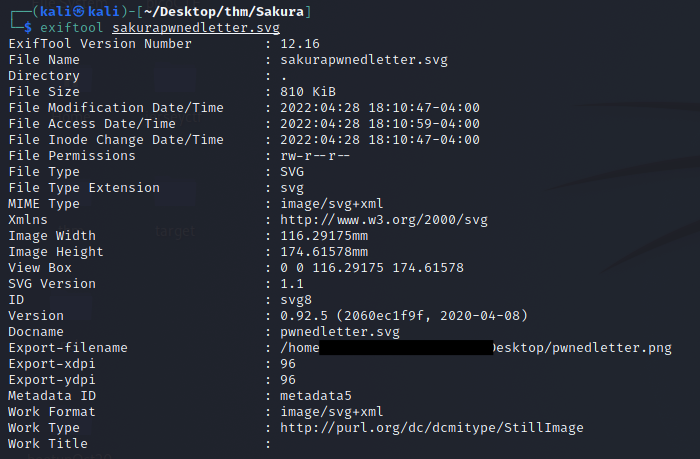 ┌──(kali㉿kali)-[~/Desktop/thm/Sakura]
└─$ exiftool sakurapwnedletter.svg
ExifTool Version Number : 12.16
File Name : sakurapwnedletter.svg
Directory : .
File Size : 810 KiB
File Modification Date/Time : 2022:04:28 18:10:47-04:00
File Access Date/Time : 2022:04:28 18:10:59-04:00
File Inode Change Date/Time : 2022:04:28 18:10:47-04:00
File Permissions : rw-r--r--
File Type : SVG
File Type Extension : svg
MIME Type : image/svg+xml
Xmlns : http://www.w3.org/2000/svg
Image Width : 116.29175mm
Image Height : 174.61578mm
View Box : 0 0 116.29175 174.61578
SVG Version : 1.1
ID : svg8
Version : 0.92.5 (2060ec1f9f, 2020-04-08)
Docname : pwnedletter.svg
Export-filename : /home Desktop/pwnedletter.png
Export-xdpi : 96
Export-ydpi : 96
Metadata ID : metadata5
Work Format : image/svg+xml
Work Type : http://purl.org/dc/dcmitype/StillImage
Work Title :